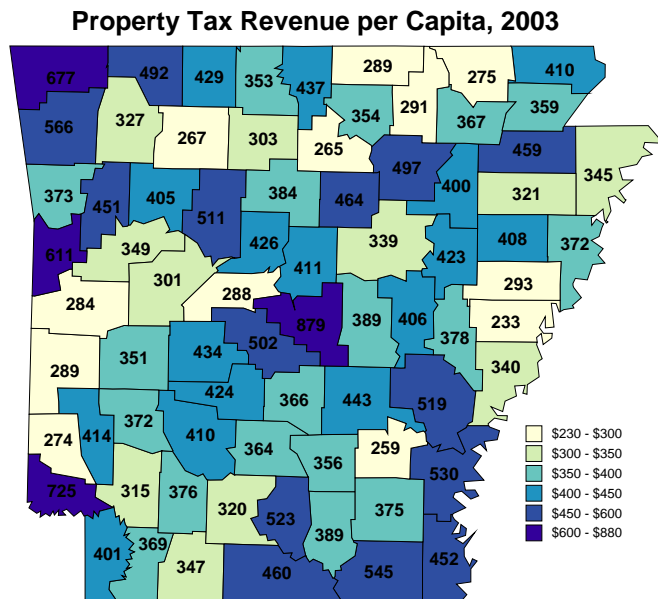 Property Tax Revenue per Capita, 2003
677 492 429 353 437 289 275 410
566 327 267 303 265 354 291 367 359
373 451 405 511 384 464 497 400 459 321 345
611 349 301 426 411 339 423 408 372
284 288 879 389 406 378 293 233
289 351 434 502 340
424 366 443 519
274 414 372 410 364 356 259 530
725 315 376 320 523 389 375
401 369 347 460 545 452
$230 - $300
$300 - $350
$350 - $400
$400 - $450
$450 - $600
$600 - $880